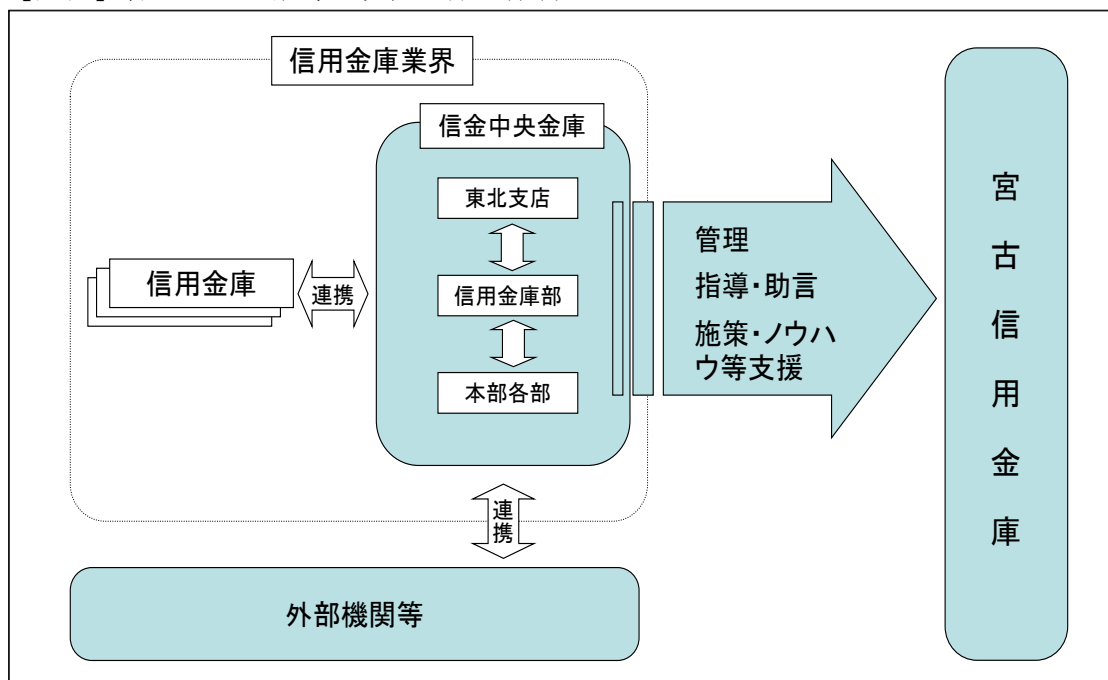 信用金庫業界
信金中央金庫
東北支店
信用金庫
連携
信用金庫部
本部各部
管理
指導・助言
施策・ノウハ
ウ等支援
宮古信用金庫
連携
外部機関等